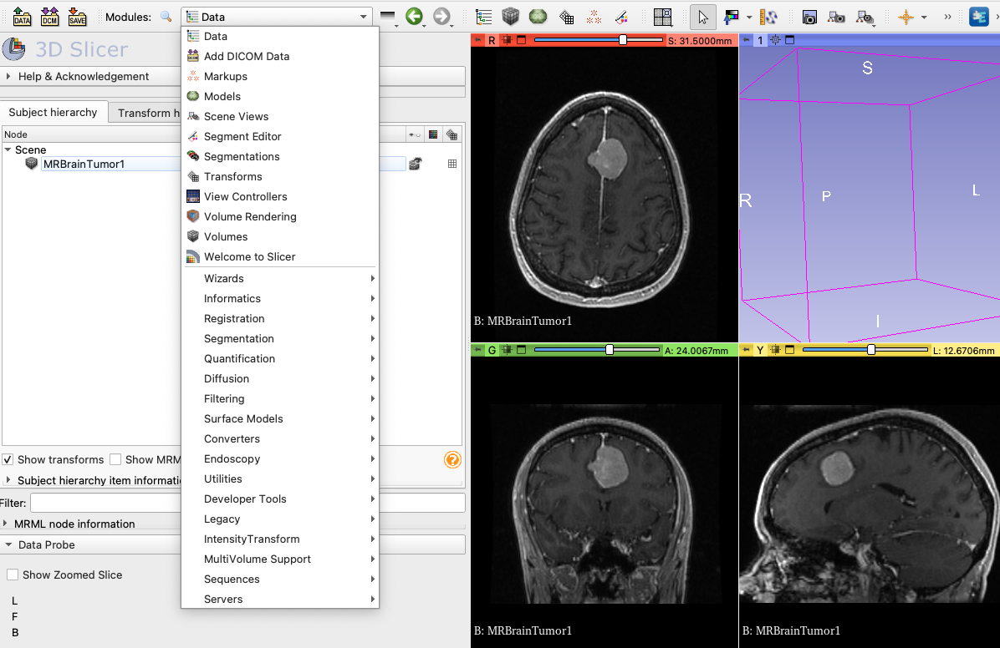 DATA
DCM
SAVE
Modules:
Data
3D Slicer
Help & Acknowledgement
Subject hierarchy
Transform h
Node
Scene
MRBrainTumor1
Show transforms
Show MRM
Subject hierarchy item informatio
Filter:
MRML node information
Data Probe
Show Zoomed Slice
L
F
B
Data
Add DICOM Data
Markups
Models
Scene Views
Segment Editor
Segmentations
Transforms
View Controllers
Volume Rendering
Volumes
Welcome to Slicer
Wizards
Informatics
Registration
Segmentation
Quantification
Diffusion
Filtering
Surface Models
Converters
Endoscopy
Utilities
Developer Tools
Legacy
IntensityTransform
MultiVolume Support
Sequences
Servers
?
R
S: 31.5000mm
B: MRBrainTumor1
1
S
R
P
L
I
G
A: 24.0067mm
B: MRBrainTumor1
Y
L: 12.6706mm
B: MRBrainTumor1